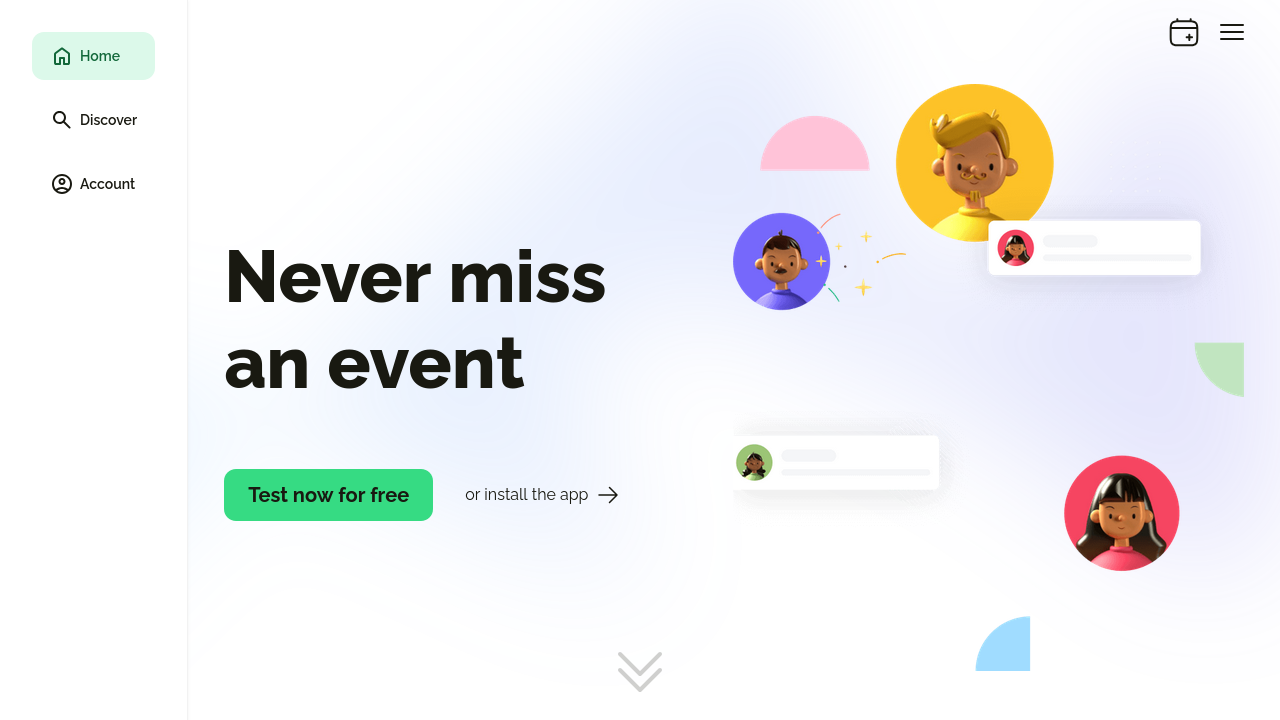 Home
Discover
Account
Never miss
an event
Test now for free
or install the app